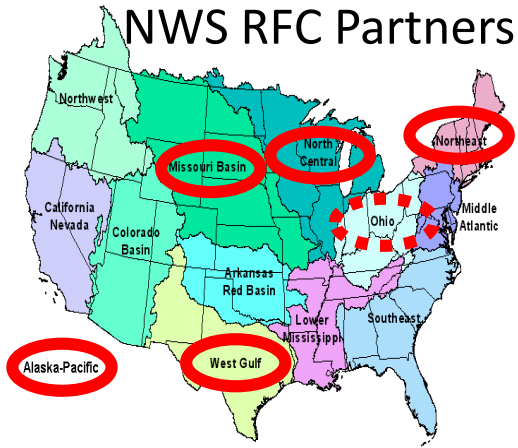 NWS RFC Partners
Northwest
North
Central
Northeast
Missouri Basin
California
Nevada
Colorado
Basin
Ohio
Middle
Atlantic
Arkansas
Red Basin
Lower
Mississippi
Southeast
Alaska-Pacific
West Gulf